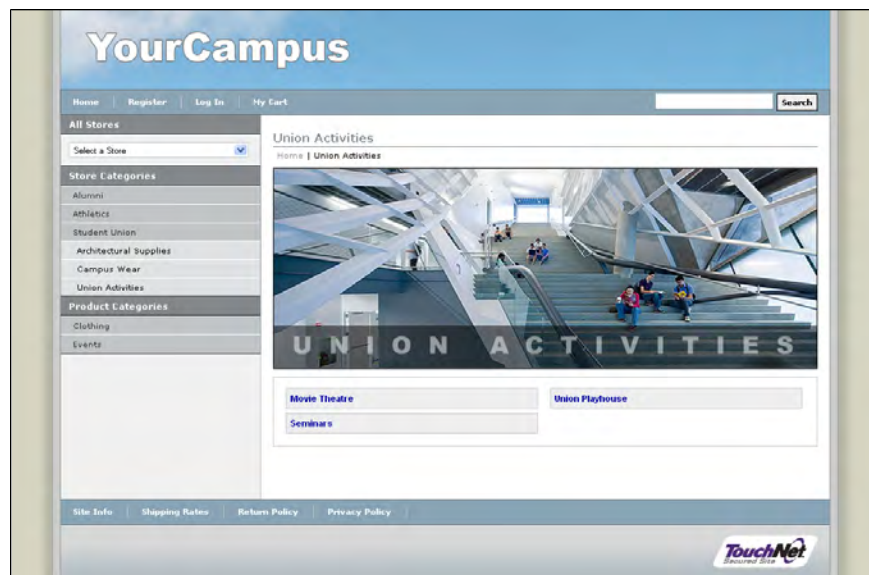 YourCampus
Home Register Log In My Cart Search
All Stores
Select a Store
Store Categories
Alumni
Athletics
Student Union
Architectural Supplies
Campus Wear
Union Activities
Product Categories
Clothing
Events
Union Activities
Home | Union Activities
UNION ACTIVITIES
Movie Theatre Union Playhouse
Seminars
Site Info Shipping Rates Return Policy Privacy Policy
TouchNet
Secured Site